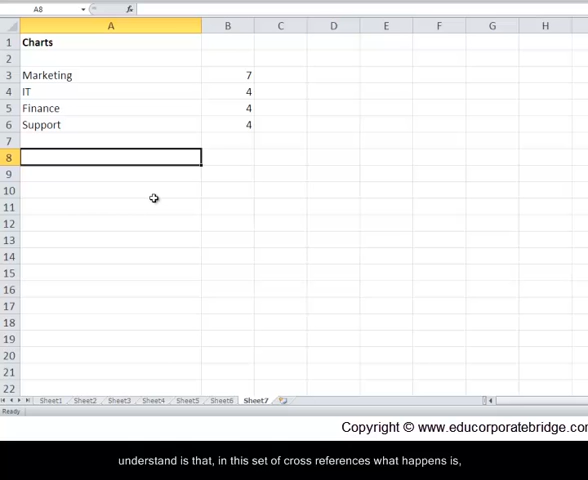 A8 fx
A B C D E F G H
1 Charts
2
3 Marketing 7
4 IT 4
5 Finance 4
6 Support 4
7
8
9
10
11
12
13
14
15
16
17
18
19
20
21
22
Sheet1 Sheet2 Sheet3 Sheet4 Sheet5 Sheet6 Sheet7
Ready
Copyright © www.educorporatebridge.com
understand is that, in this set of cross references what happens is,